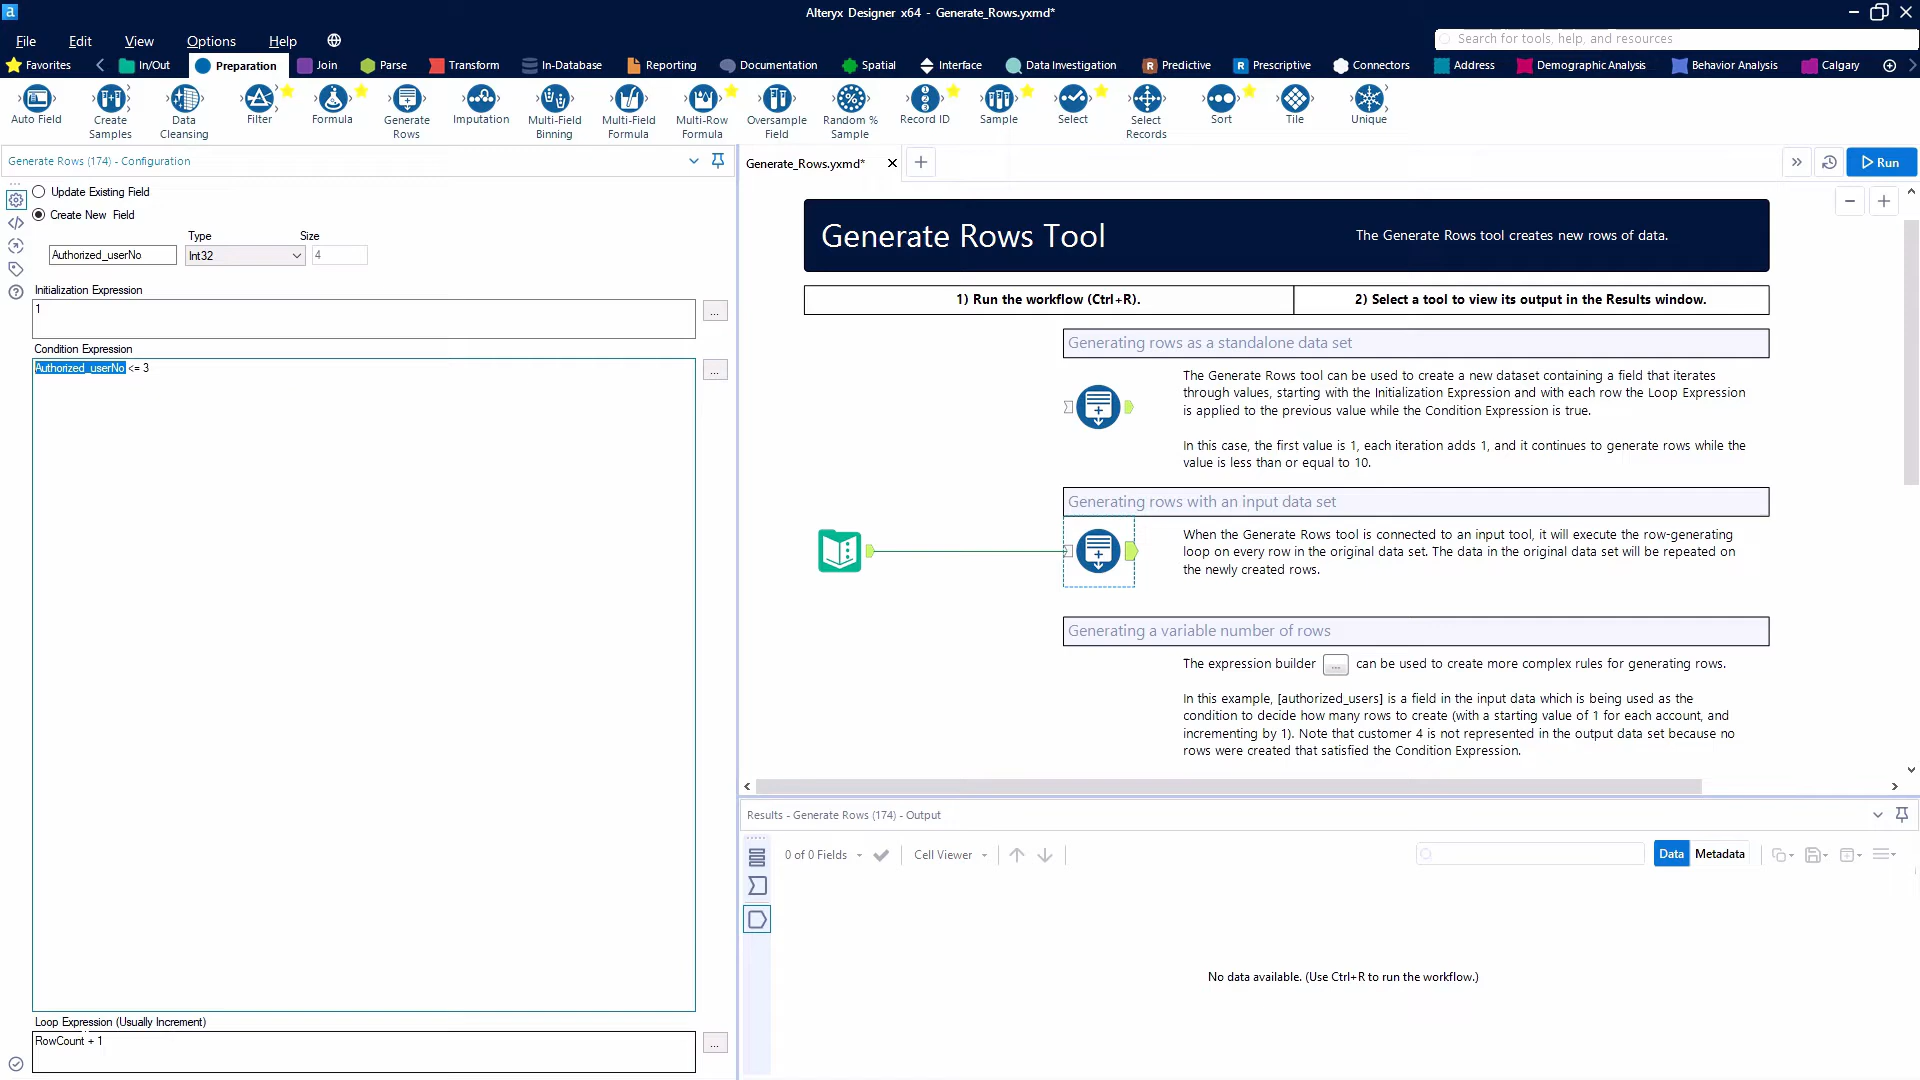 Alteryx Designer x64 - Generate_Rows.yxmd*
File Edit View Options Help
Search for tools, help, and resources
Favorites In/Out Preparation Join Parse Transform In-Database Reporting Documentation Spatial Interface Data Investigation Predictive Prescriptive Connectors Address Demographic Analysis Behavior Analysis Calgary
Auto Field
Create Samples
Data Cleansing
Filter
Formula
Generate Rows
Imputation
Multi-Field Binning
Multi-Field Formula
Multi-Row Formula
Oversample Field
Random % Sample
Record ID
Sample
Select
Select Records
Sort
Tile
Unique
Generate Rows (174) - Configuration
Update Existing Field
Create New Field
Type Size
Authorized_userNo Int32 4
Initialization Expression
1
...
Condition Expression
Authorized_userNo <= 3
...
Loop Expression (Usually Increment)
RowCount + 1
...
Generate_Rows.yxmd*
Run
Generate Rows Tool
The Generate Rows tool creates new rows of data.
1) Run the workflow (Ctrl+R).
2) Select a tool to view its output in the Results window.
Generating rows as a standalone data set
The Generate Rows tool can be used to create a new dataset containing a field that iterates
through values, starting with the Initialization Expression and with each row the Loop Expression
is applied to the previous value while the Condition Expression is true.
In this case, the first value is 1, each iteration adds 1, and it continues to generate rows while the
value is less than or equal to 10.
Generating rows with an input data set
When the Generate Rows tool is connected to an input tool, it will execute the row-generating
loop on every row in the original data set. The data in the original data set will be repeated on
the newly created rows.
Generating a variable number of rows
The expression builder ... can be used to create more complex rules for generating rows.
In this example, [authorized_users] is a field in the input data which is being used as the
condition to decide how many rows to create (with a starting value of 1 for each account, and
incrementing by 1). Note that customer 4 is not represented in the output data set because no
rows were created that satisfied the Condition Expression.
Results - Generate Rows (174) - Output
0 of 0 Fields Cell Viewer Data Metadata
No data available. (Use Ctrl+R to run the workflow.)